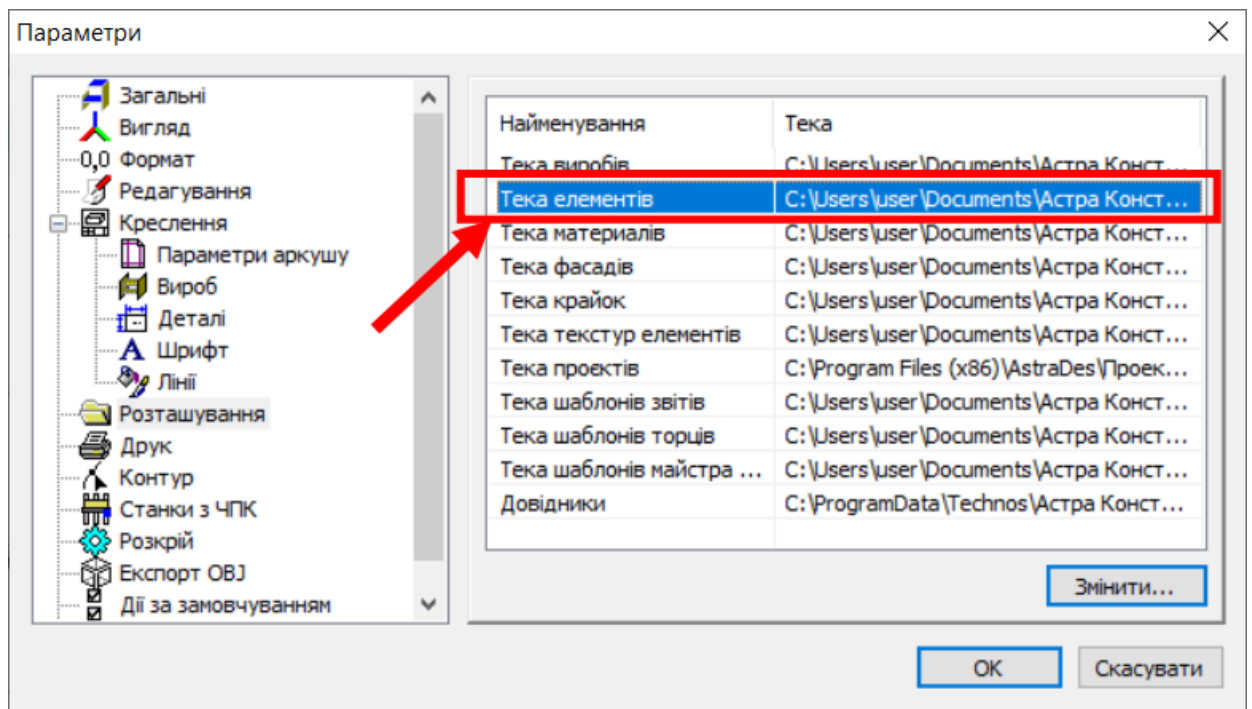 Параметри
Загальні
Вигляд
0,0 Формат
Редагування
Креслення
Параметри аркушу
Вироб
Деталі
А Шрифт
Лінії
Розташування
Друк
Контур
Станки з ЧПК
Розкрій
Експорт OBJ
Дії за замовчуванням
Найменування Тека
Тека виробів C:\Users\user\Documents\Астра Конст...
Тека елементів C:\Users\user\Documents\Астра Конст...
Тека материалів C:\Users\user\Documents\Астра Конст...
Тека фасадів C:\Users\user\Documents\Астра Конст...
Тека крайок C:\Users\user\Documents\Астра Конст...
Тека текстур елементів C:\Users\user\Documents\Астра Конст...
Тека проектів C:\Program Files (x86)\AstraDes\Проек...
Тека шаблонів звітів C:\Users\user\Documents\Астра Конст...
Тека шаблонів торців C:\Users\user\Documents\Астра Конст...
Тека шаблонів майстра ... C:\Users\user\Documents\Астра Конст...
Довідники C:\ProgramData\Technos\Астра Конст...
Змінити...
ОК Скасувати